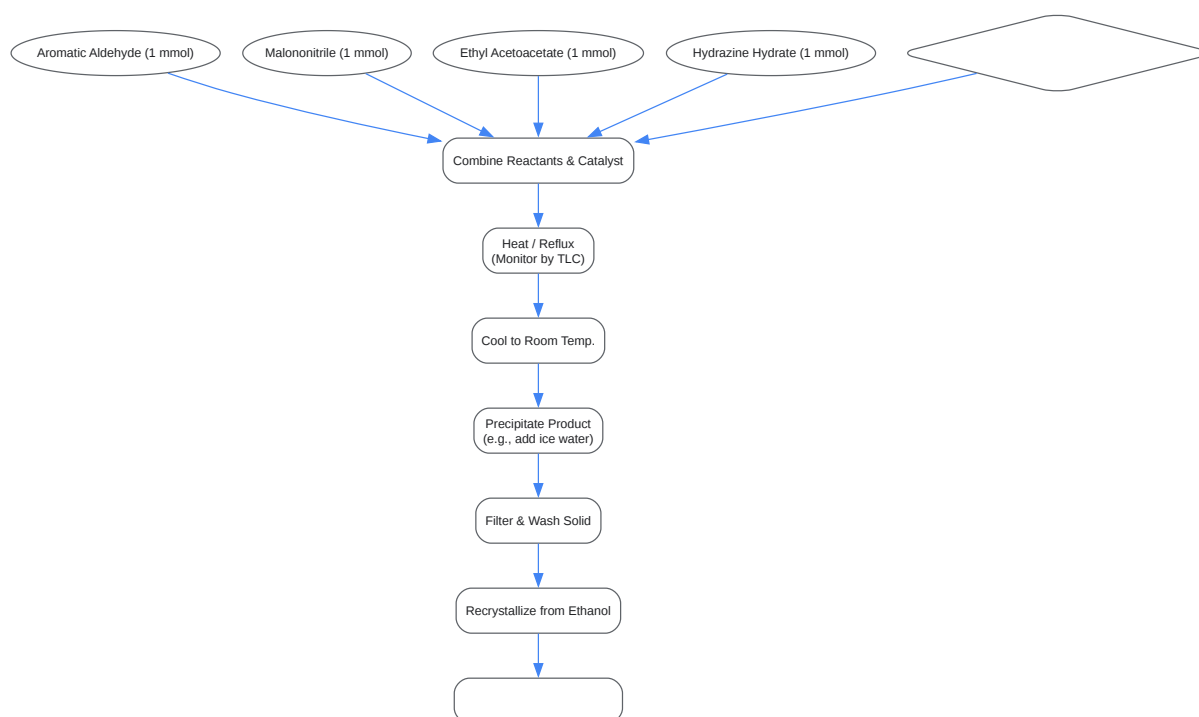 Aromatic Aldehyde (1 mmol)
Malononitrile (1 mmol)
Ethyl Acetoacetate (1 mmol)
Hydrazine Hydrate (1 mmol)
Combine Reactants & Catalyst
Heat / Reflux
(Monitor by TLC)
Cool to Room Temp.
Precipitate Product
(e.g., add ice water)
Filter & Wash Solid
Recrystallize from Ethanol